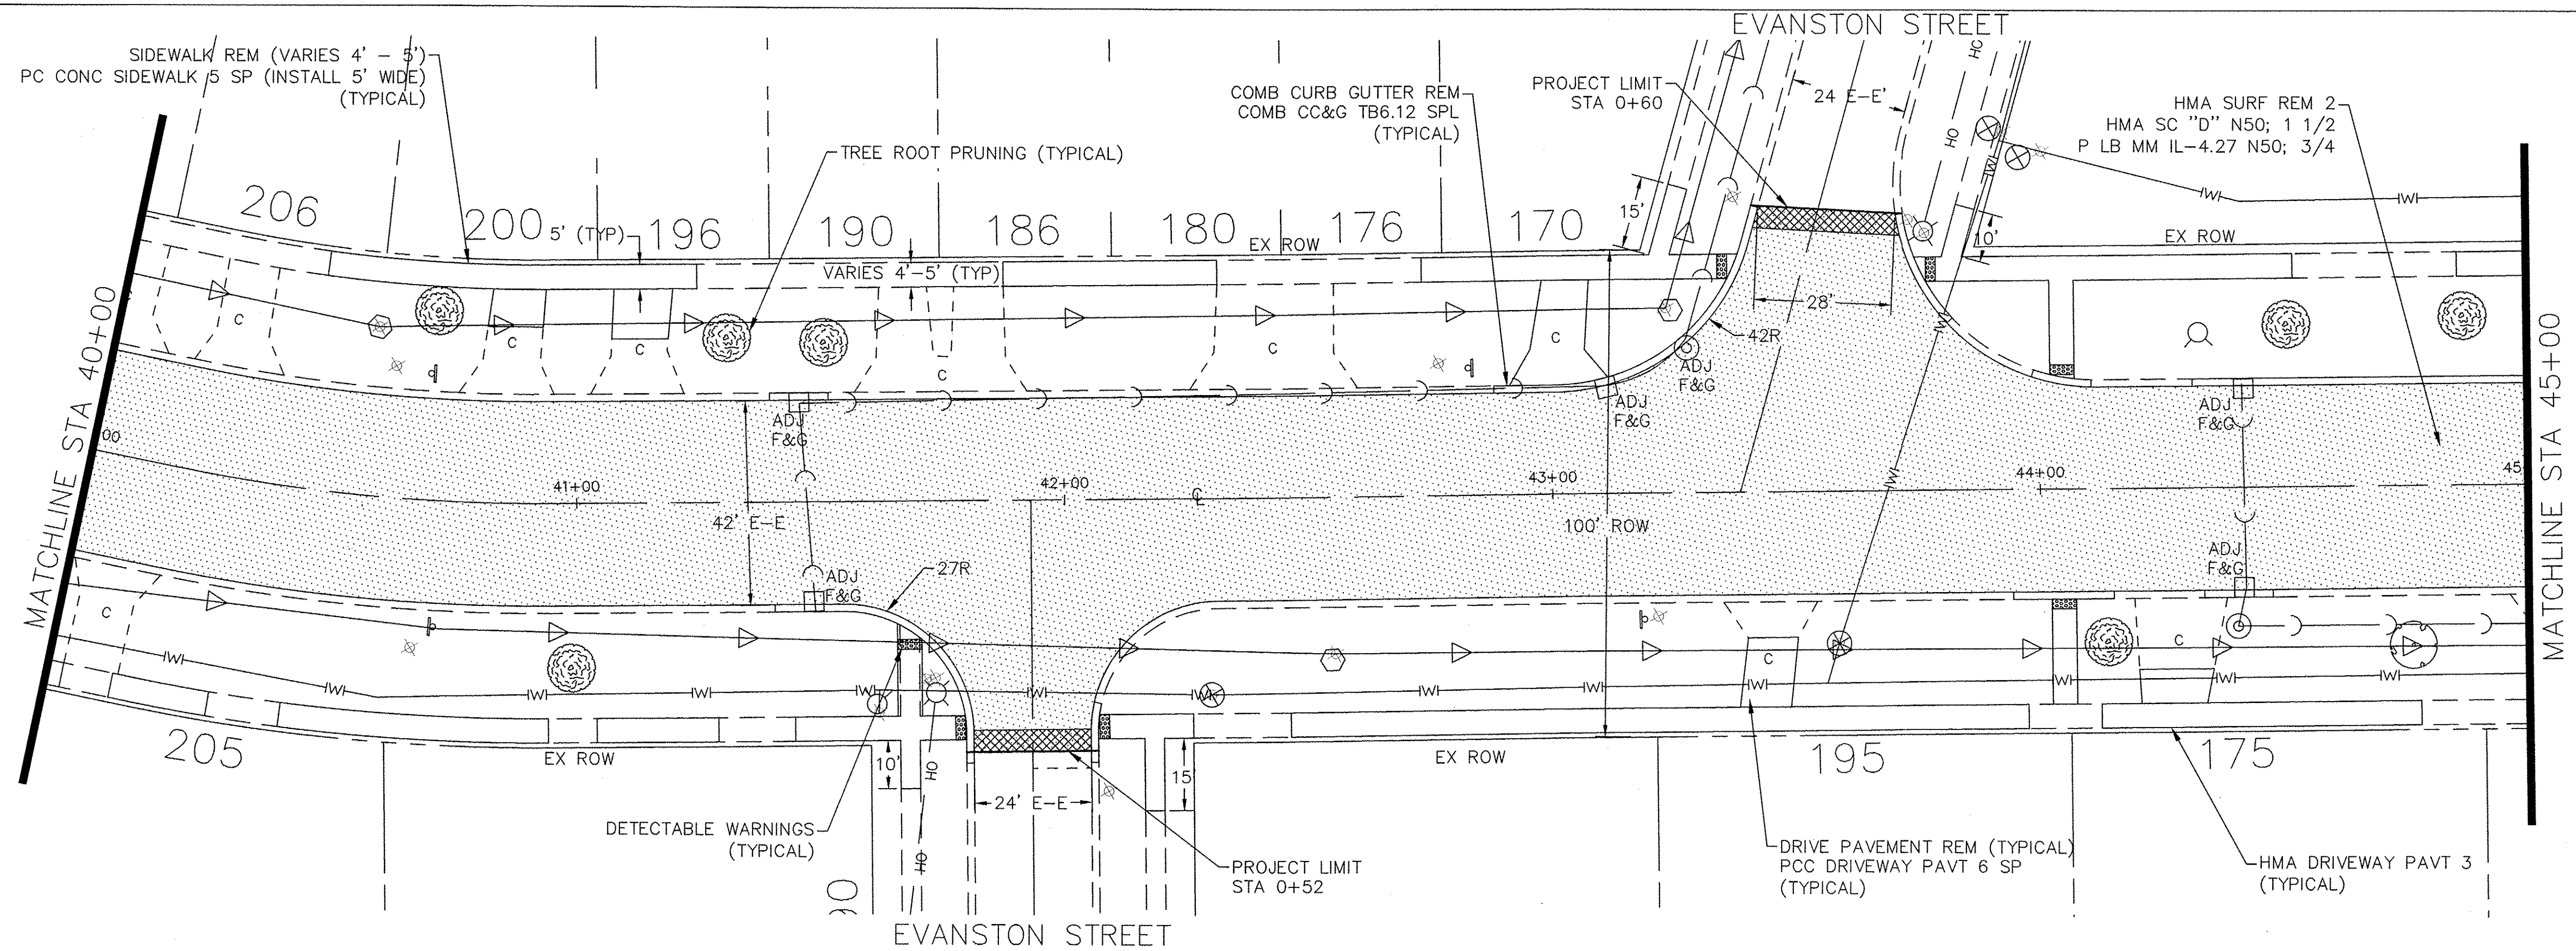 EVANSTON STREET
SIDEWALK REM (VARIES 4' - 5')
PC CONC SIDEWALK 5 SP (INSTALL 5' WIDE)
(TYPICAL)
TREE ROOT PRUNING (TYPICAL)
COMB CURB GUTTER REM
COMB CC&G TB6.12 SPL
(TYPICAL)
PROJECT LIMIT
STA 0+60
24 E-E'
OH
OH
HMA SURF REM 2
HMA SC "D" N50; 1 1/2
P LB MM IL-4.27 N50; 3/4
206
200
5' (TYP)
196
190
186
180
176
170
EX ROW
VARIES 4'-5' (TYP)
15'
10'
EX ROW
W
W
W
28'
42R
W
C
C
C
C
C
C
MATCHLINE STA 40+00
MATCHLINE STA 45+00
ADJ
F&G
ADJ
F&G
ADJ
F&G
ADJ
F&G
00
41+00
42+00
43+00
44+00
45
42' E-E
100' ROW
W
ADJ
F&G
27R
ADJ
F&G
C
C
C
W
W
W
W
W
W
W
W
W
W
W
W
W
W
205
EX ROW
10'
OH
15'
EX ROW
195
175
24' E-E
DETECTABLE WARNINGS
(TYPICAL)
OH
PROJECT LIMIT
STA 0+52
DRIVE PAVEMENT REM (TYPICAL)
PCC DRIVEWAY PAVT 6 SP
(TYPICAL)
HMA DRIVEWAY PAVT 3
(TYPICAL)
EVANSTON STREET